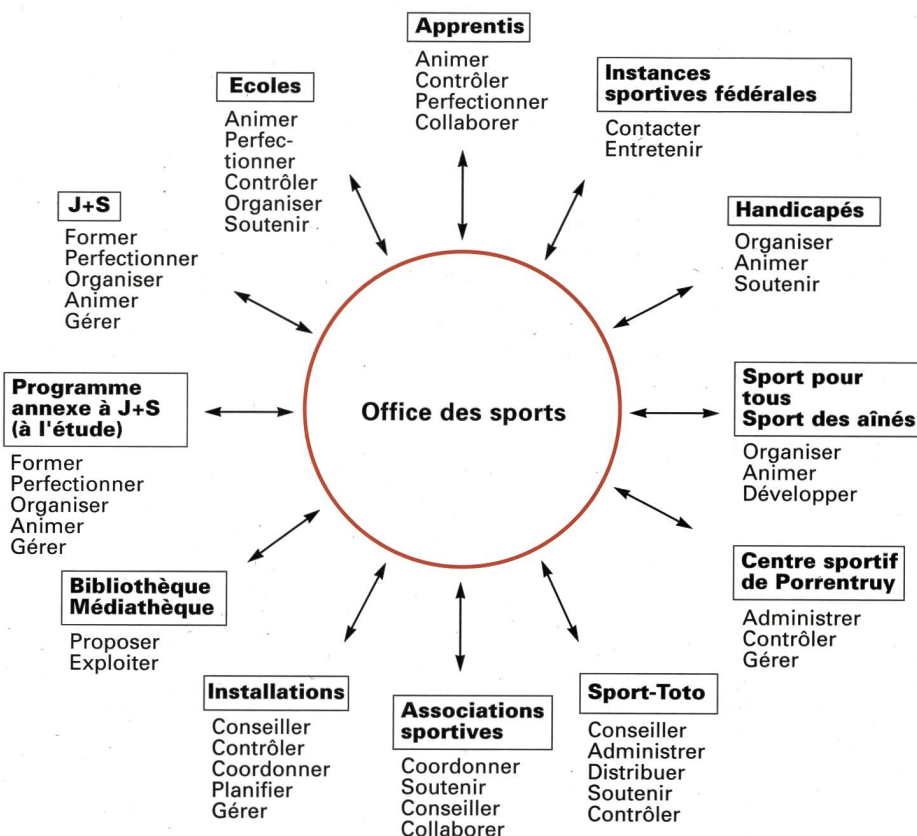 Apprentis
Animer
Contrôler
Perfectionner
Collaborer
Instances
sportives fédérales
Contacter
Entretenir
Handicapés
Organiser
Animer
Soutenir
Sport pour
tous
Sport des aînés
Organiser
Animer
Développer
Centre sportif
de Porrentruy
Administrer
Contrôler
Gérer
Sport-Toto
Conseiller
Administrer
Distribuer
Soutenir
Contrôler
Associations
sportives
Coordonner
Soutenir
Conseiller
Collaborer
Installations
Conseiller
Contrôler
Coordonner
Planifier
Gérer
Bibliothèque
Médiathèque
Proposer
Exploiter
Programme
annexe à J+S
(à l'étude)
Former
Perfectionner
Organiser
Animer
Gérer
J+S
Former
Perfectionner
Organiser
Animer
Gérer
Ecoles
Animer
Perfec-
tionner
Contrôler
Organiser
Soutenir
Office des sports